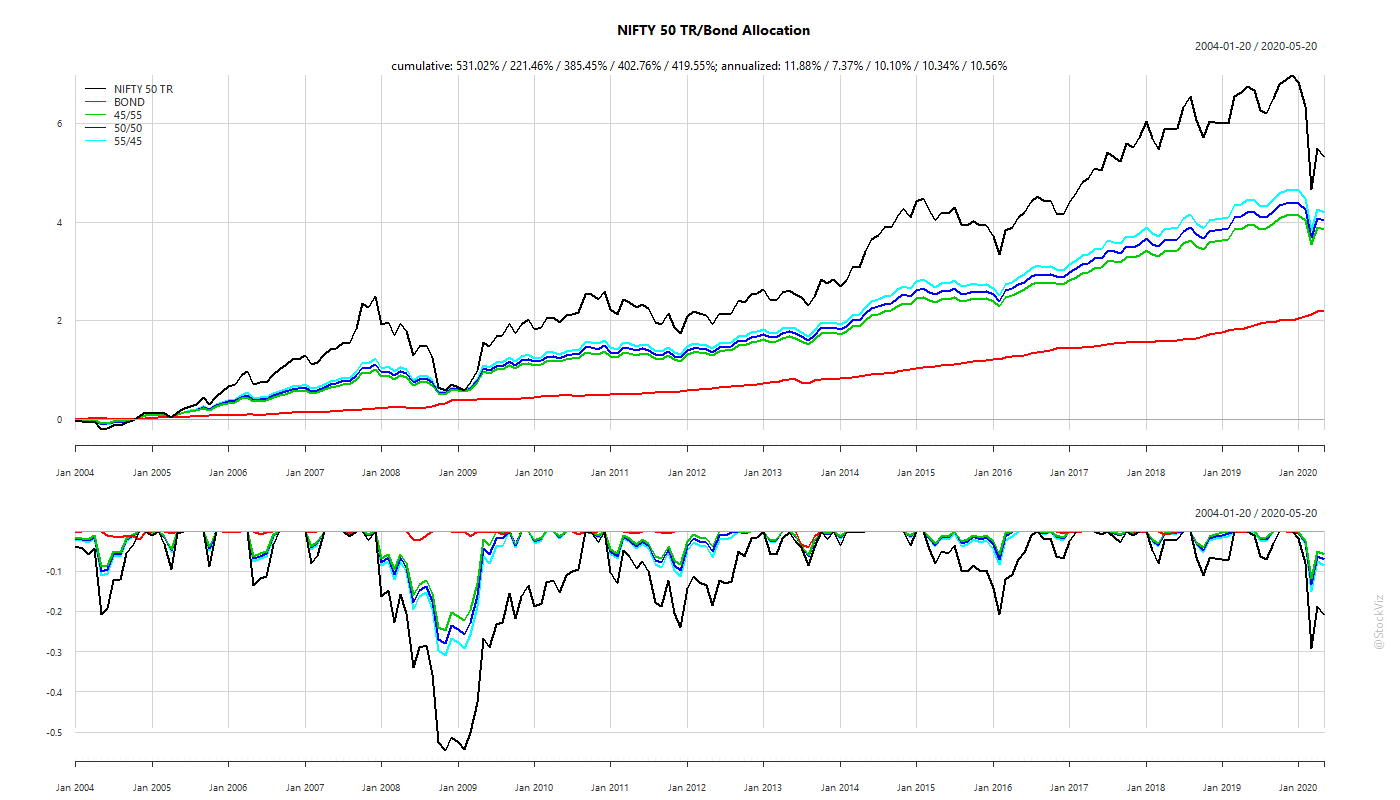 NIFTY 50 TR/Bond Allocation
2004-01-20 / 2020-05-20
cumulative: 531.02% / 221.46% / 385.45% / 402.76% / 419.55%; annualized: 11.88% / 7.37% / 10.10% / 10.34% / 10.56%
NIFTY 50 TR
BOND
45/55
50/50
55/45
6
4
2
0
Jan 2004 Jan 2005 Jan 2006 Jan 2007 Jan 2008 Jan 2009 Jan 2010 Jan 2011 Jan 2012 Jan 2013 Jan 2014 Jan 2015 Jan 2016 Jan 2017 Jan 2018 Jan 2019 Jan 2020
2004-01-20 / 2020-05-20
-0.1
-0.2
-0.3
-0.4
-0.5
Jan 2004 Jan 2005 Jan 2006 Jan 2007 Jan 2008 Jan 2009 Jan 2010 Jan 2011 Jan 2012 Jan 2013 Jan 2014 Jan 2015 Jan 2016 Jan 2017 Jan 2018 Jan 2019 Jan 2020
@StockViz